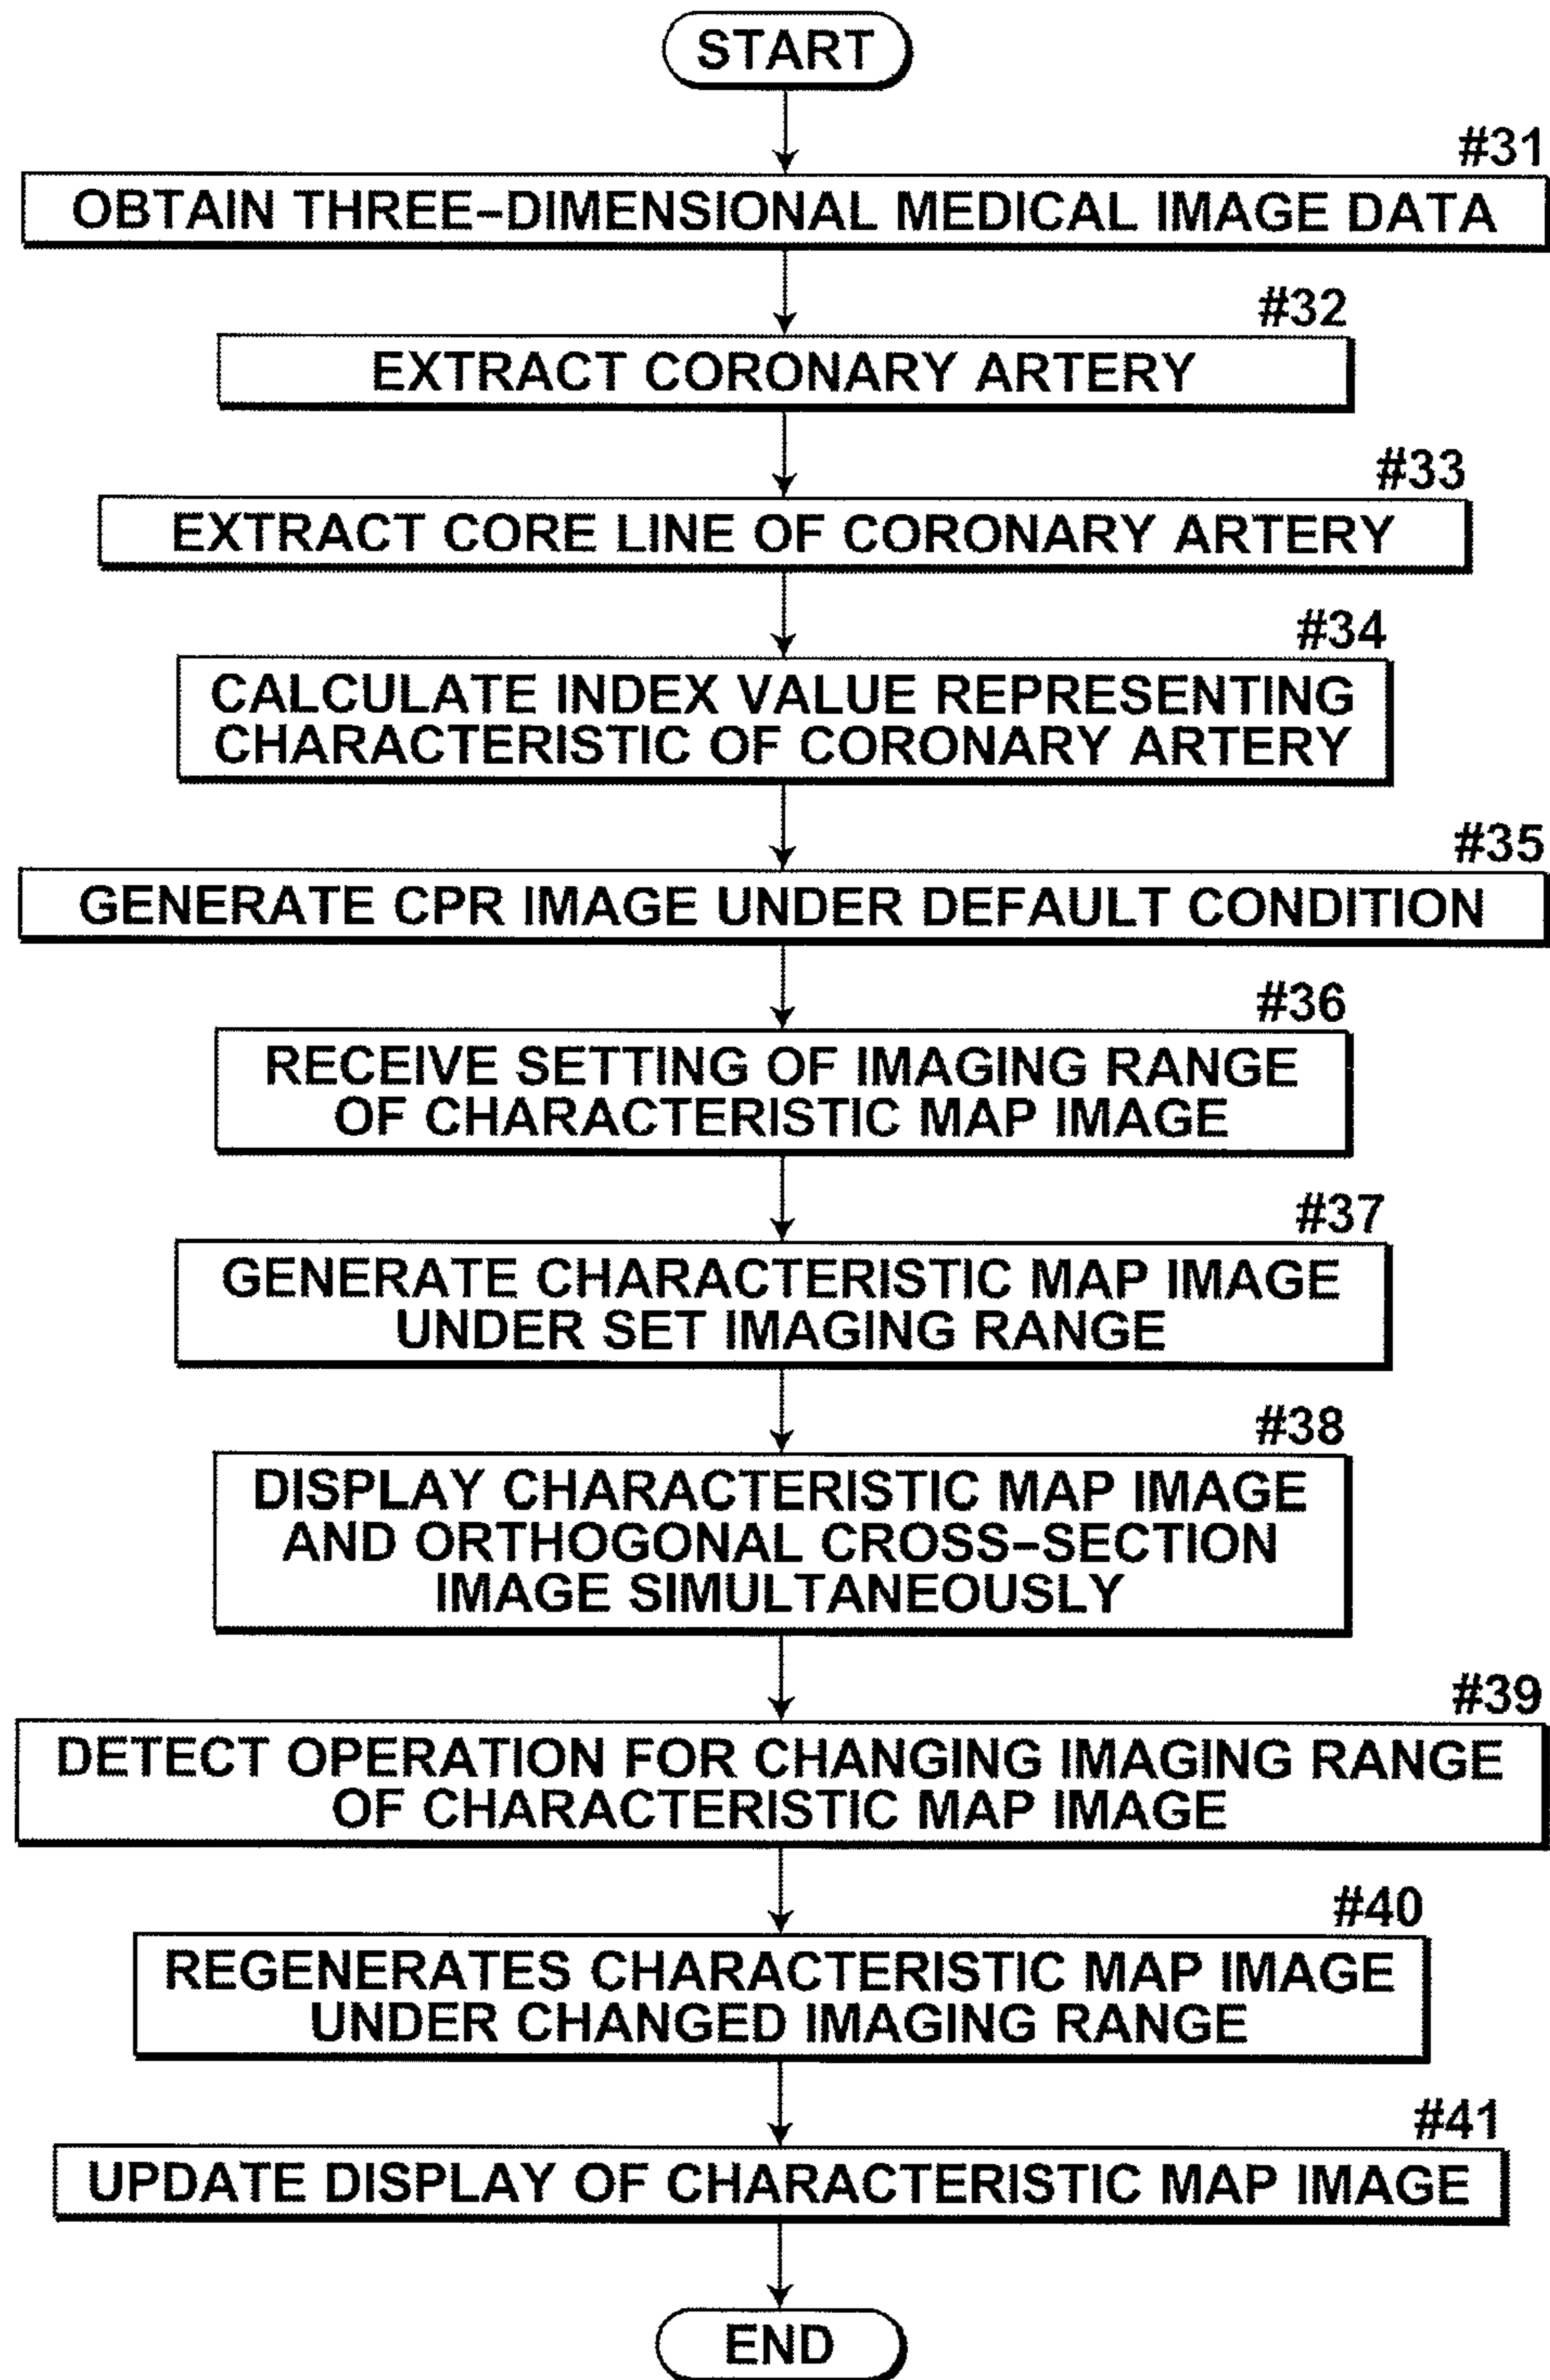 START
#31
OBTAIN THREE-DIMENSIONAL MEDICAL IMAGE DATA
#32
EXTRACT CORONARY ARTERY
#33
EXTRACT CORE LINE OF CORONARY ARTERY
#34
CALCULATE INDEX VALUE REPRESENTING
CHARACTERISTIC OF CORONARY ARTERY
#35
GENERATE CPR IMAGE UNDER DEFAULT CONDITION
#36
RECEIVE SETTING OF IMAGING RANGE
OF CHARACTERISTIC MAP IMAGE
#37
GENERATE CHARACTERISTIC MAP IMAGE
UNDER SET IMAGING RANGE
#38
DISPLAY CHARACTERISTIC MAP IMAGE
AND ORTHOGONAL CROSS-SECTION
IMAGE SIMULTANEOUSLY
#39
DETECT OPERATION FOR CHANGING IMAGING RANGE
OF CHARACTERISTIC MAP IMAGE
#40
REGENERATES CHARACTERISTIC MAP IMAGE
UNDER CHANGED IMAGING RANGE
#41
UPDATE DISPLAY OF CHARACTERISTIC MAP IMAGE
END